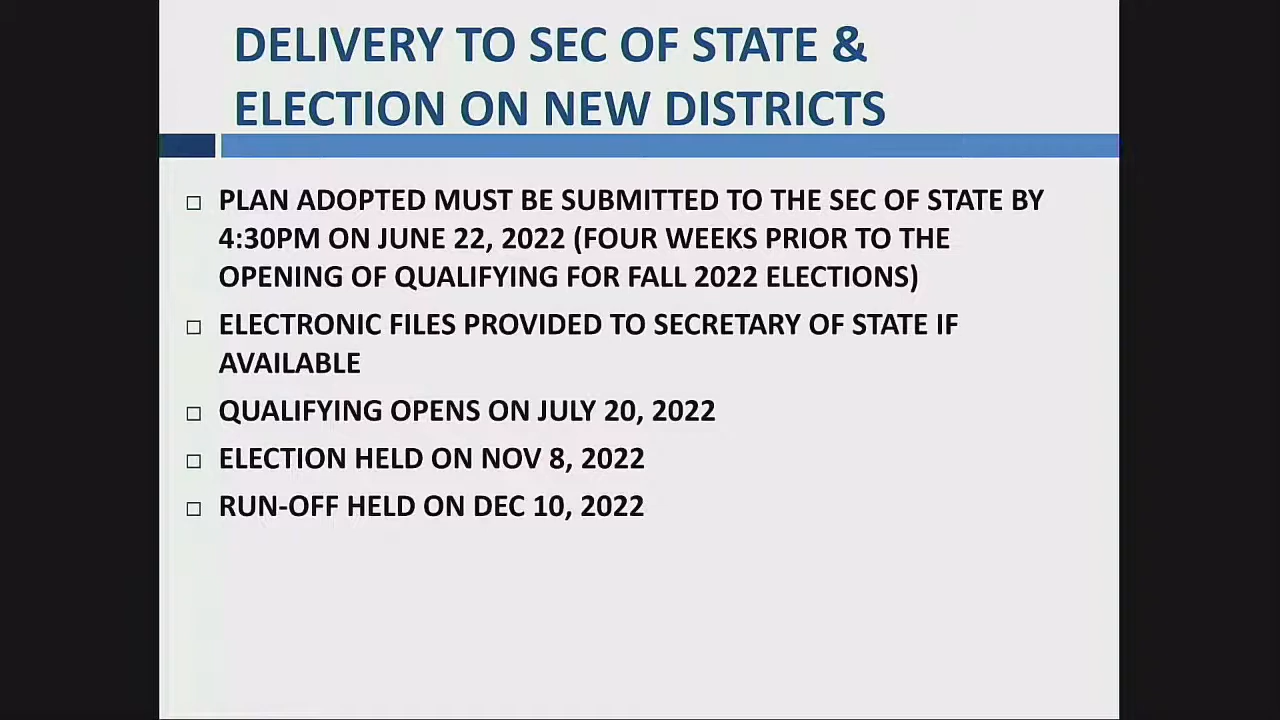 DELIVERY TO SEC OF STATE &
ELECTION ON NEW DISTRICTS
PLAN ADOPTED MUST BE SUBMITTED TO THE SEC OF STATE BY
4:30PM ON JUNE 22, 2022 (FOUR WEEKS PRIOR TO THE
OPENING OF QUALIFYING FOR FALL 2022 ELECTIONS)
ELECTRONIC FILES PROVIDED TO SECRETARY OF STATE IF
AVAILABLE
QUALIFYING OPENS ON JULY 20, 2022
ELECTION HELD ON NOV 8, 2022
RUN-OFF HELD ON DEC 10, 2022